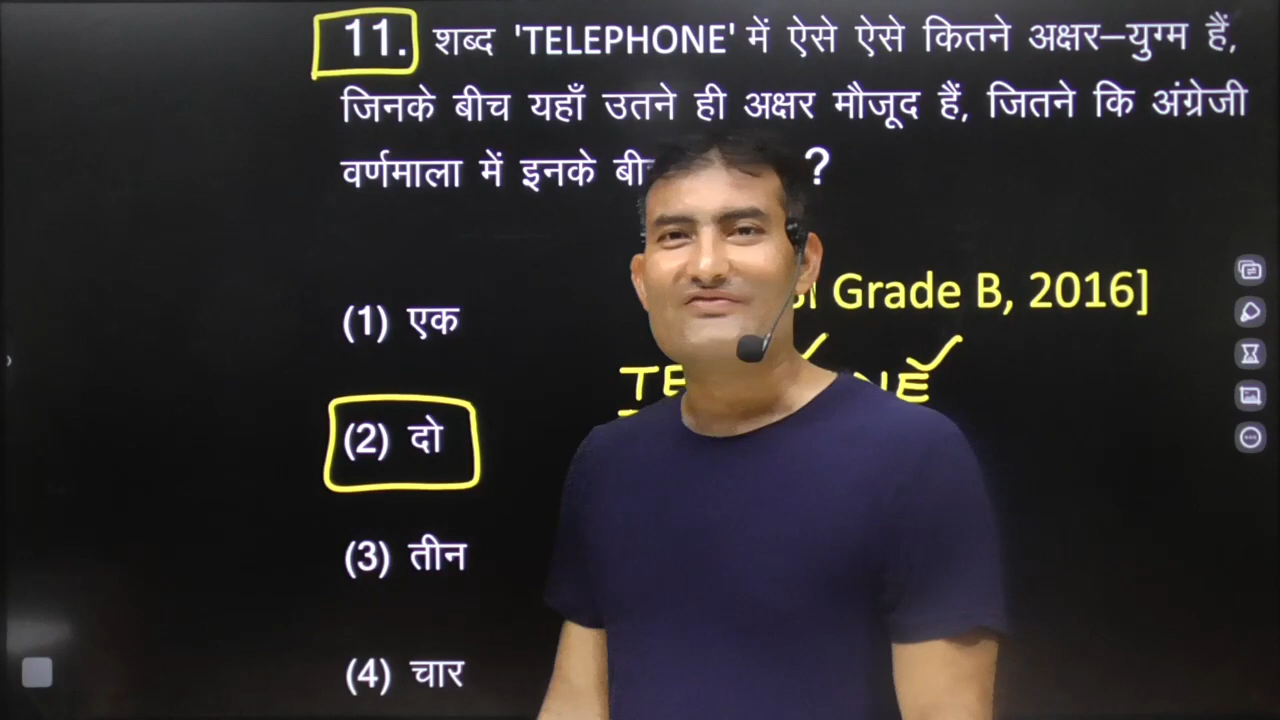 11. शब्द 'TELEPHONE' में ऐसे ऐसे कितने अक्षर–युग्म हैं,
जिनके बीच यहाँ उतने ही अक्षर मौजूद हैं, जितने कि अंग्रेजी
वर्णमाला में इनके ?
Grade B, 2016]
(1) एक
(2) दो
(3) तीन
(4) चार